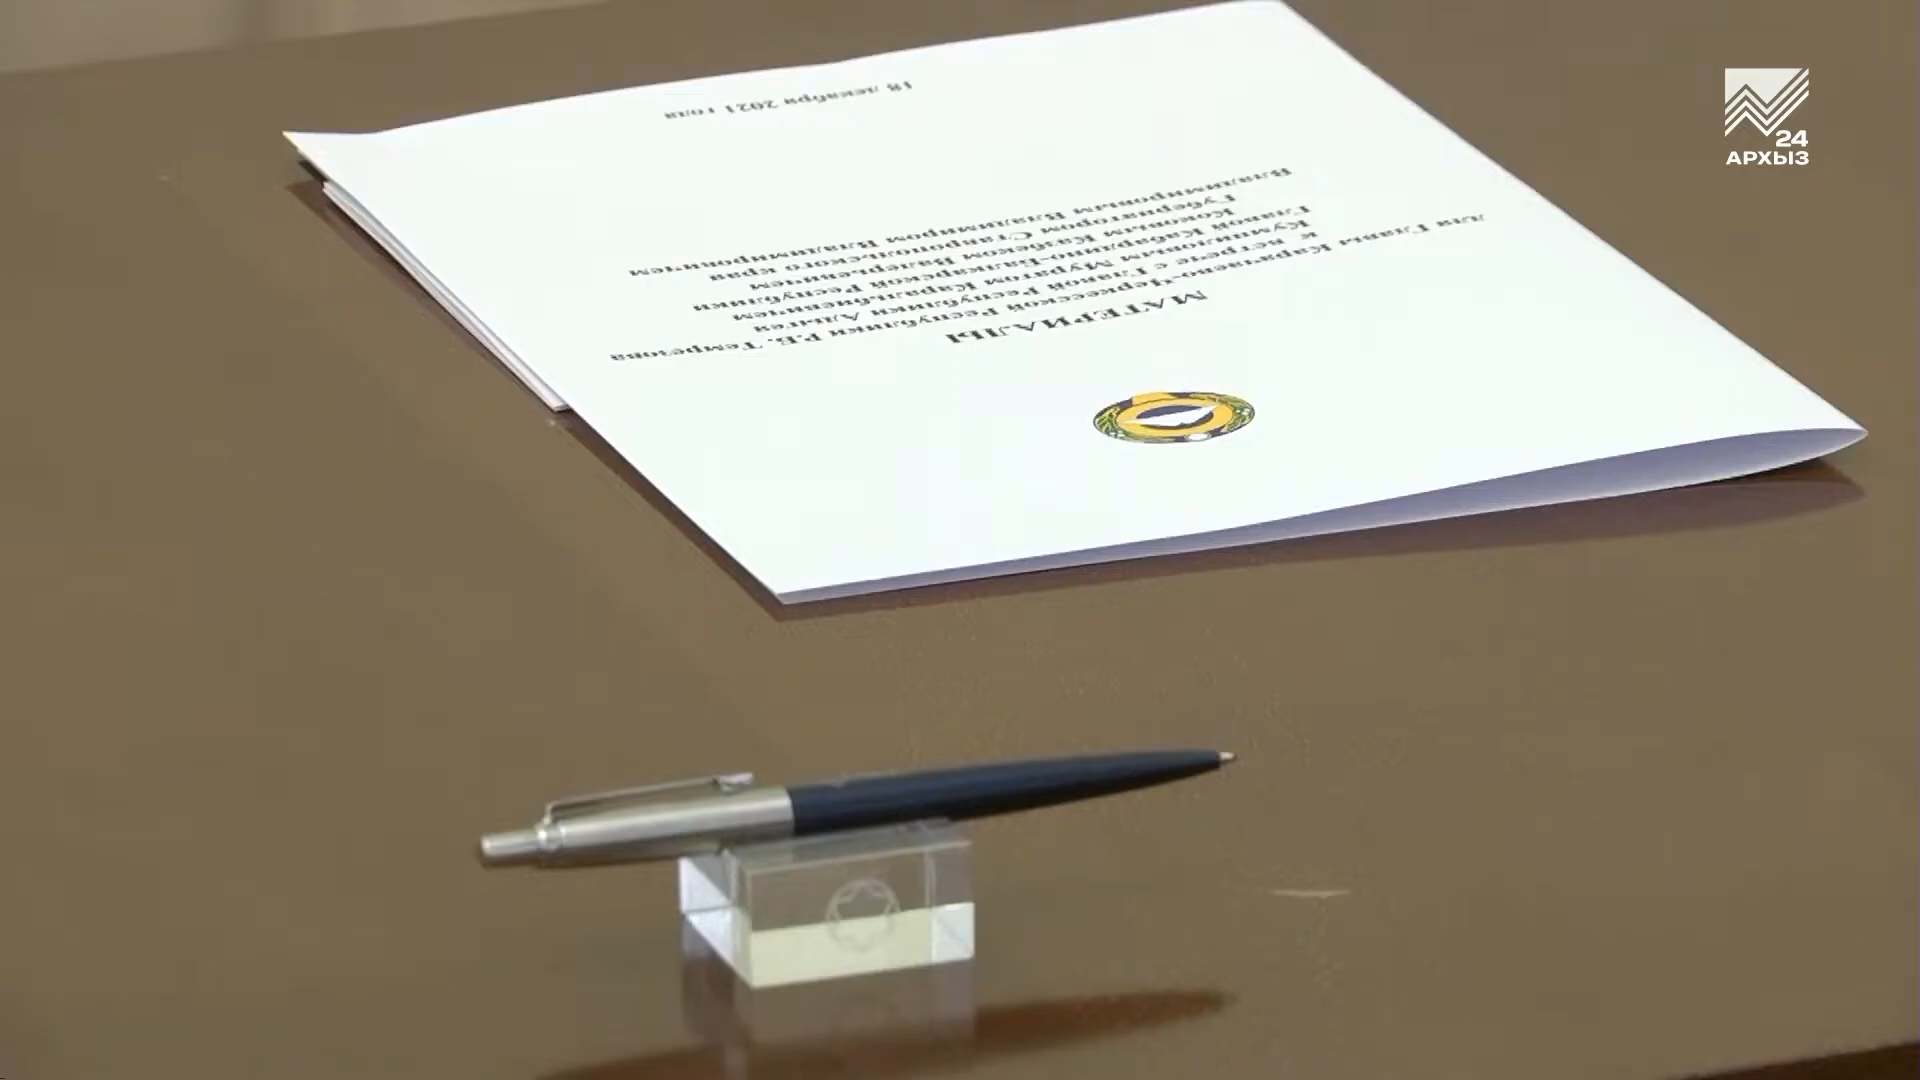 МАТЕРИАЛЫ
для Главы Карачаево-Черкесской Республики Р.Б. Темрезова
к встрече с Главой Республики Адыгея
Кумпиловым Муратом Каральбиевичем
Главой Кабардино-Балкарской Республики
Коковым Казбеком Валерьевичем
Губернатором Ставропольского края
Владимировым Владимиром Владимировичем
18 декабря 2021 года
24
АРХЫЗ